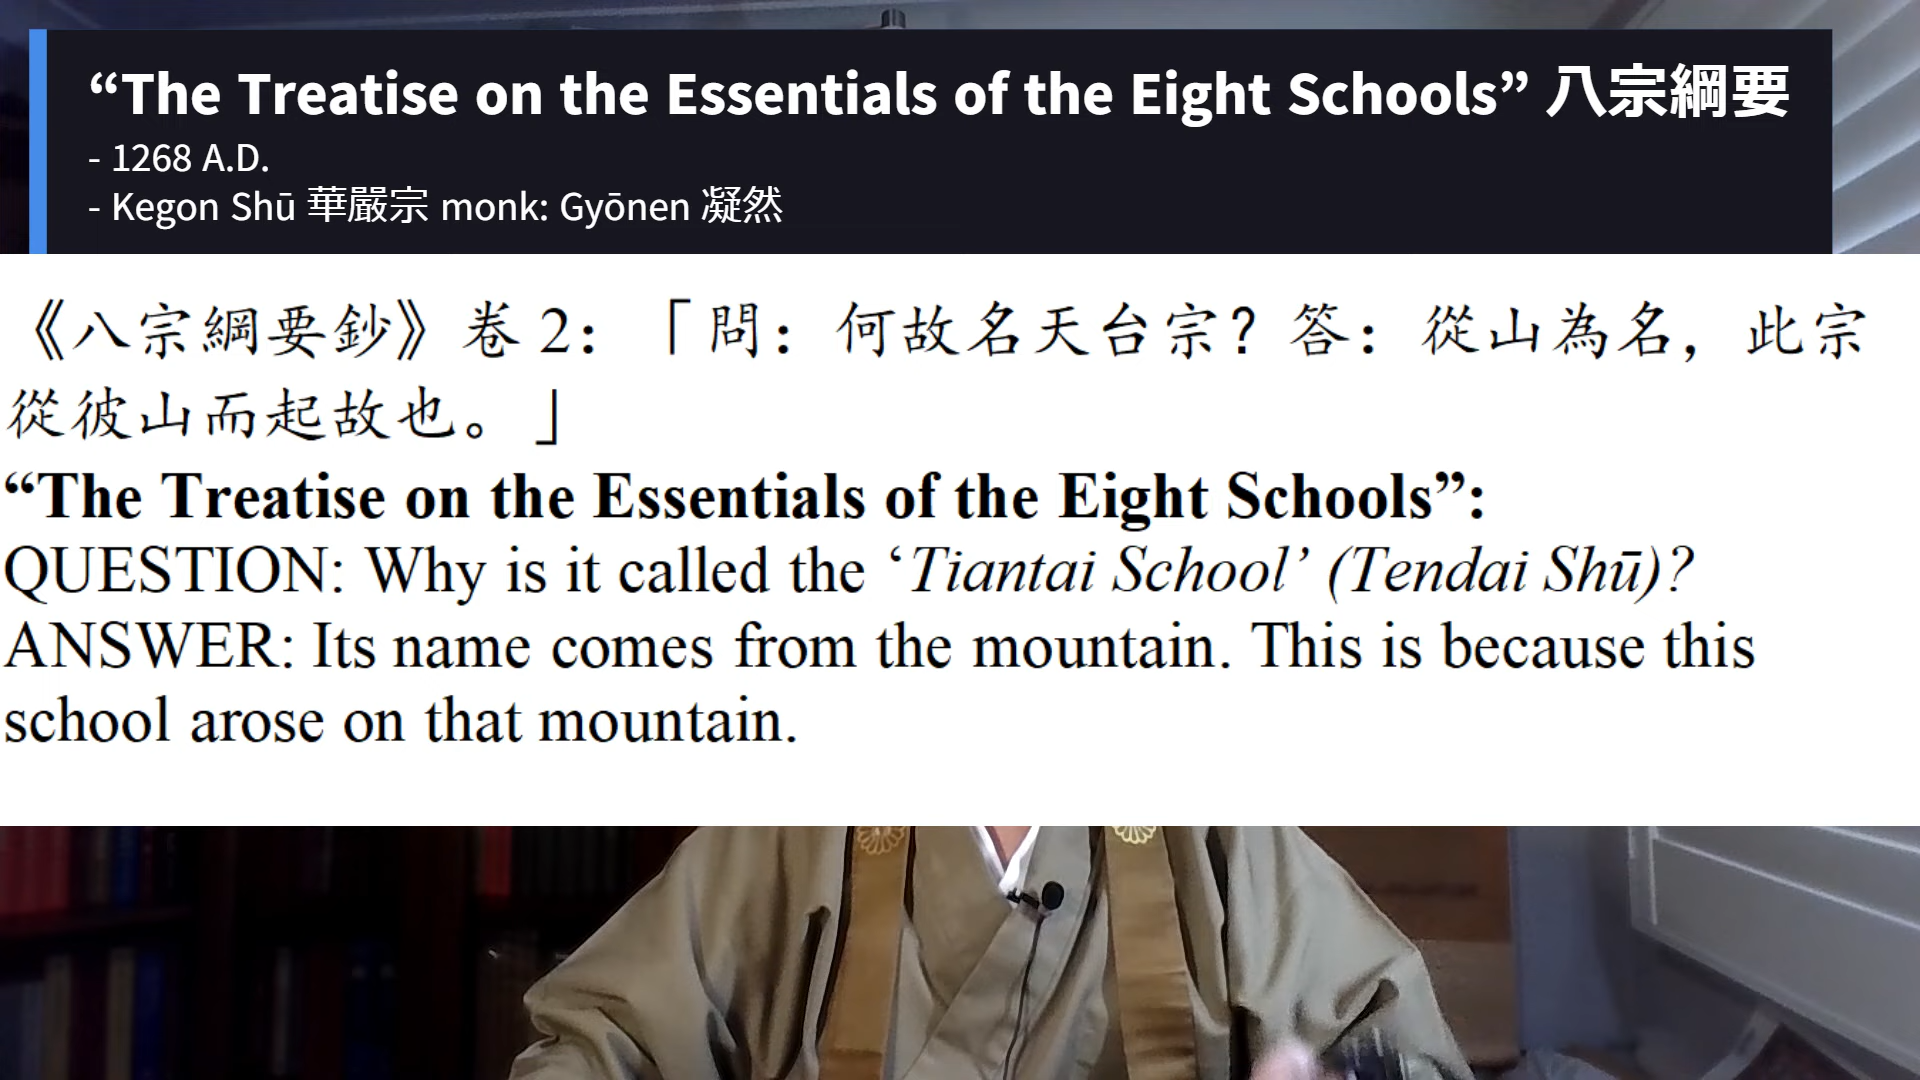 “The Treatise on the Essentials of the Eight Schools” 八宗綱要
- 1268 A.D.
- Kegon Shū 華嚴宗 monk: Gyōnen 凝然
《八宗綱要鈔》卷 2：「問：何故名天台宗？答：從山為名，此宗
從彼山而起故也。」
“The Treatise on the Essentials of the Eight Schools”:
QUESTION: Why is it called the ‘Tiantai School’ (Tendai Shū)?
ANSWER: Its name comes from the mountain. This is because this
school arose on that mountain.